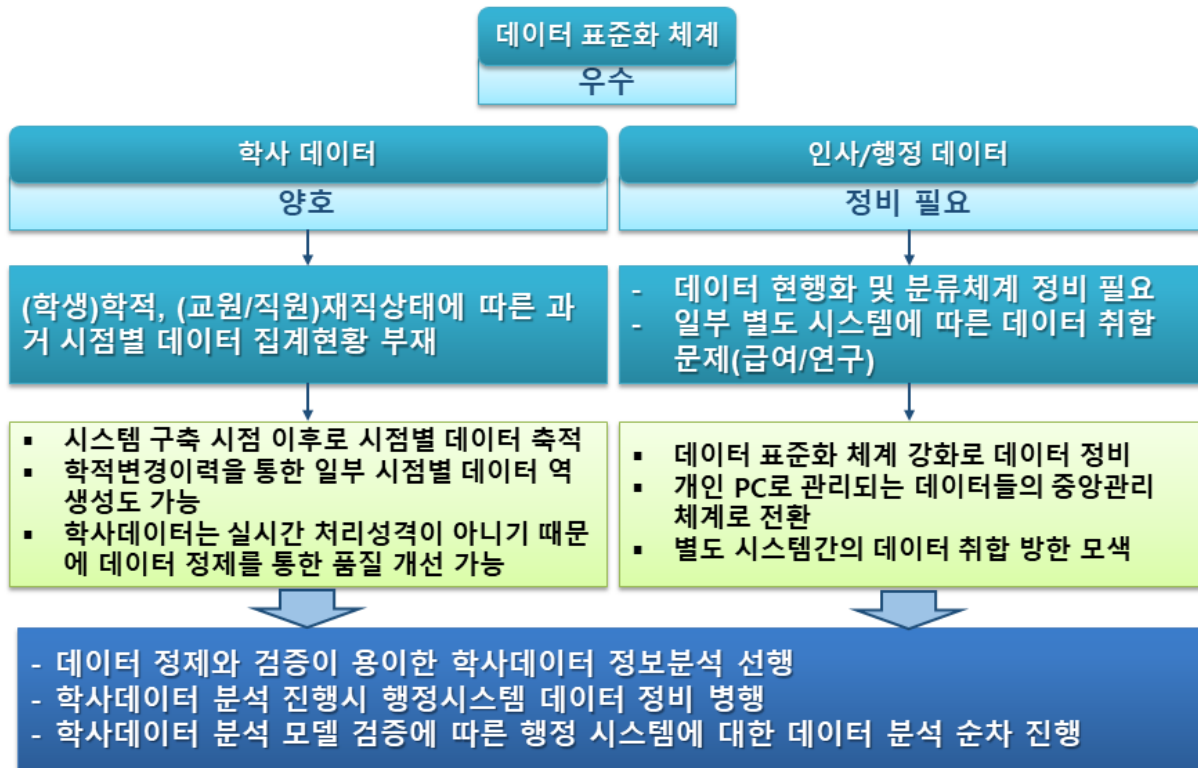 데이터 표준화 체계
우수
학사 데이터
양호
(학생)학적, (교원/직원)재직상태에 따른 과
거 시점별 데이터 집계현황 부재
▪ 시스템 구축 시점 이후로 시점별 데이터 축적
▪ 학적변경이력을 통한 일부 시점별 데이터 역
생성도 가능
▪ 학사데이터는 실시간 처리성격이 아니기 때문
에 데이터 정제를 통한 품질 개선 가능
인사/행정 데이터
정비 필요
- 데이터 현행화 및 분류체계 정비 필요
- 일부 별도 시스템에 따른 데이터 취합
문제(급여/연구)
▪ 데이터 표준화 체계 강화로 데이터 정비
▪ 개인 PC로 관리되는 데이터들의 중앙관리
체계로 전환
▪ 별도 시스템간의 데이터 취합 방한 모색
- 데이터 정제와 검증이 용이한 학사데이터 정보분석 선행
- 학사데이터 분석 진행시 행정시스템 데이터 정비 병행
- 학사데이터 분석 모델 검증에 따른 행정 시스템에 대한 데이터 분석 순차 진행